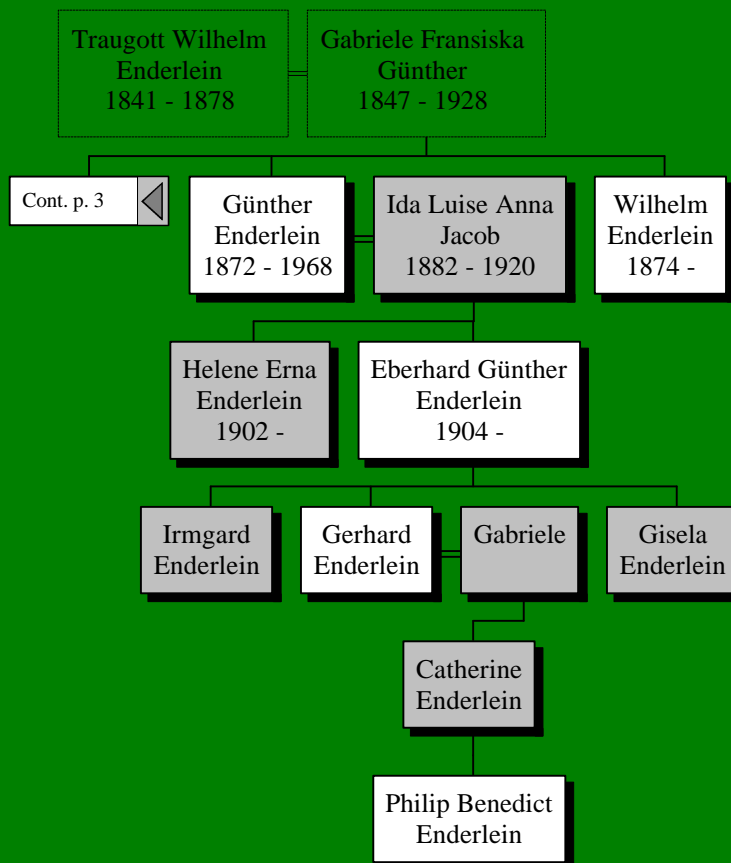 Traugott Wilhelm
Enderlein
1841 - 1878
Gabriele Fransiska
Günther
1847 - 1928
Cont. p. 3
Günther
Enderlein
1872 - 1968
Ida Luise Anna
Jacob
1882 - 1920
Wilhelm
Enderlein
1874 -
Helene Erna
Enderlein
1902 -
Eberhard Günther
Enderlein
1904 -
Irmgard
Enderlein
Gerhard
Enderlein
Gabriele
Gisela
Enderlein
Catherine
Enderlein
Philip Benedict
Enderlein